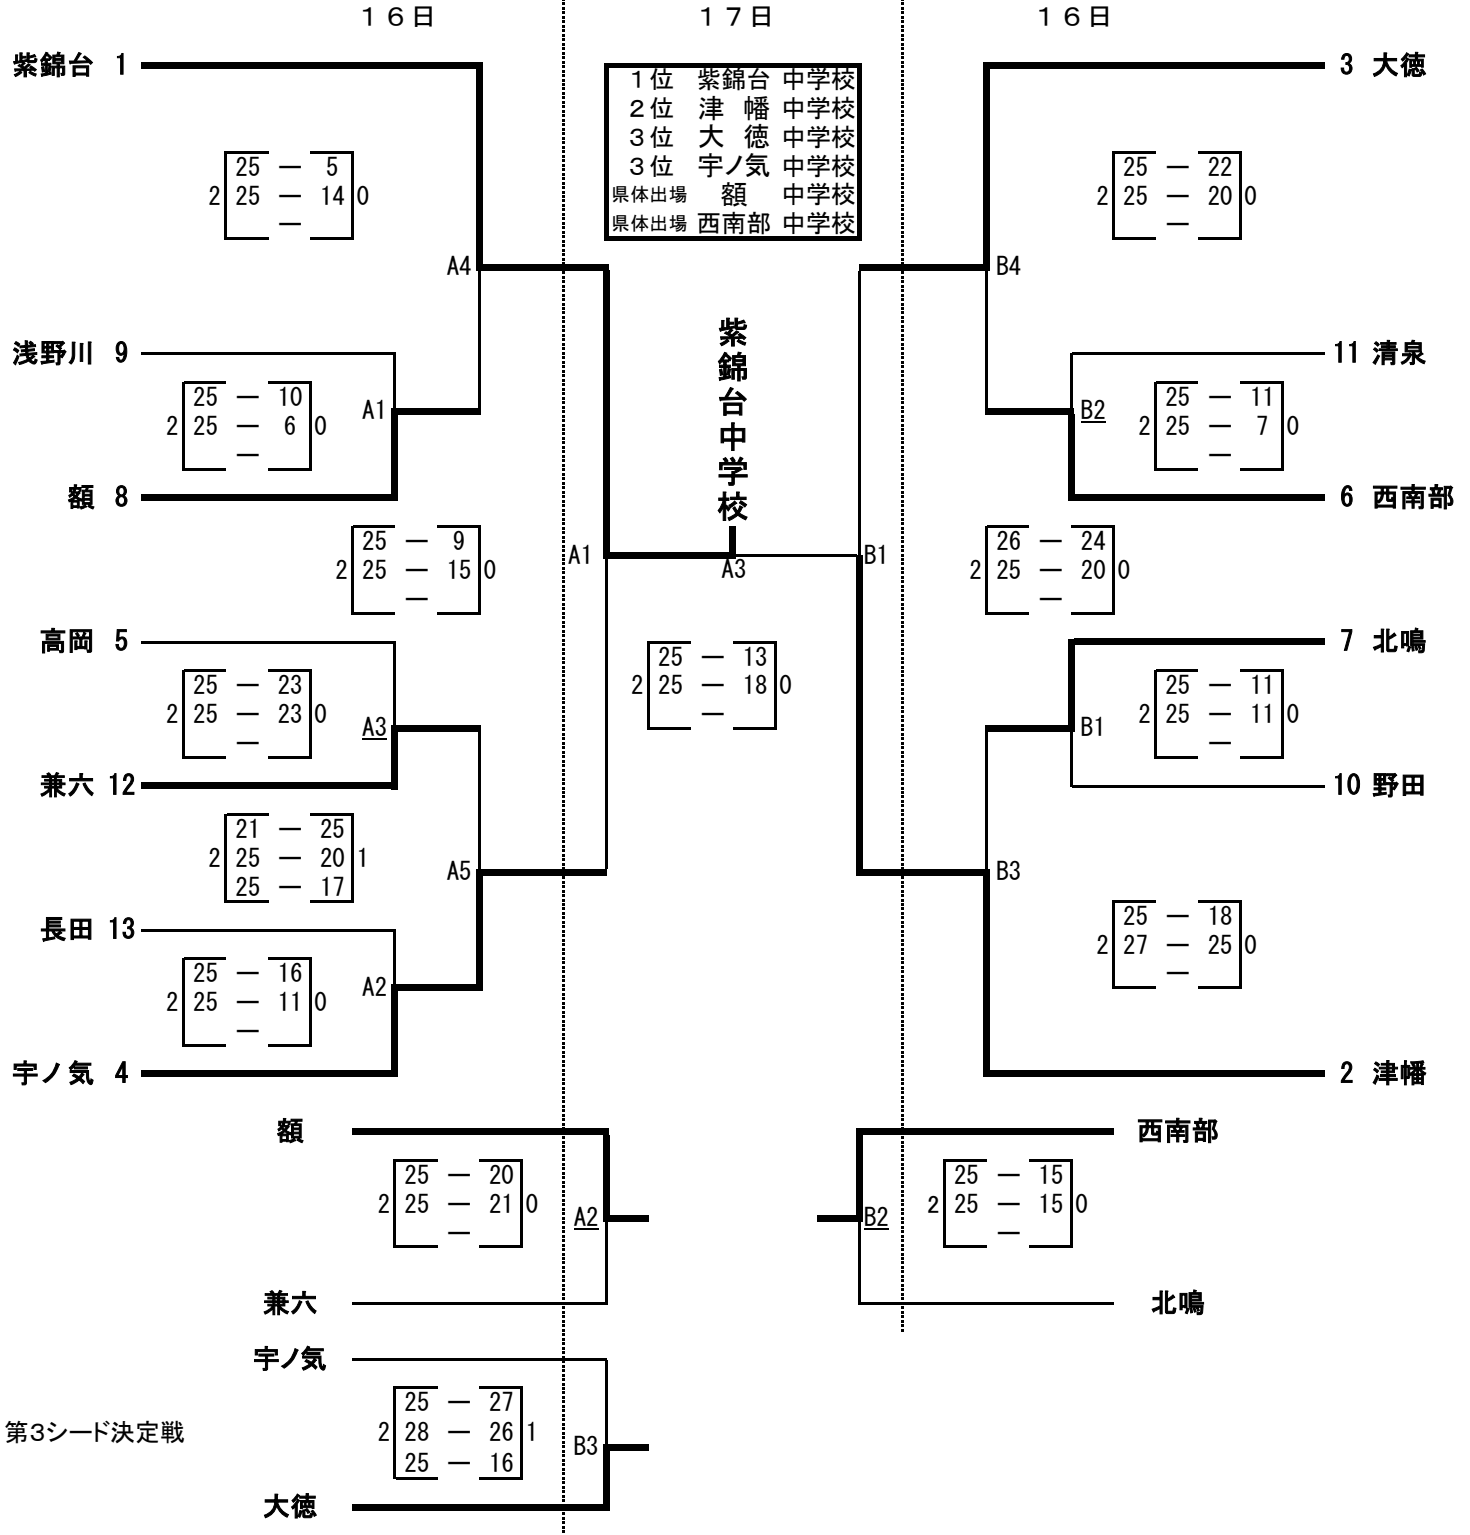 １６日 １７日 １６日
紫錦台 1
3 大徳
１位 紫錦台 中学校
２位 津 幡 中学校
３位 大 徳 中学校
３位 宇ノ気 中学校
県体出場 額 中学校
県体出場 西南部 中学校
25 ― 5
2 25 ― 14 0
―
25 ― 22
2 25 ― 20 0
―
A4
B4
紫錦台中学校
浅野川 9
11 清泉
25 ― 10
2 25 ― 6 0
―
A1
B2
25 ― 11
2 25 ― 7 0
―
額 8
6 西南部
25 ― 9
2 25 ― 15 0
―
A1
A3
B1
26 ― 24
2 25 ― 20 0
―
高岡 5
7 北鳴
25 ― 23
2 25 ― 23 0
―
A3
25 ― 13
2 25 ― 18 0
―
B1
25 ― 11
2 25 ― 11 0
―
兼六 12
10 野田
21 ― 25
2 25 ― 20 1
25 ― 17
A5
B3
長田 13
25 ― 18
2 27 ― 25 0
―
25 ― 16
2 25 ― 11 0
―
A2
宇ノ気 4
2 津幡
額
西南部
25 ― 20
2 25 ― 21 0
―
A2
B2
25 ― 15
2 25 ― 15 0
―
兼六
北鳴
宇ノ気
第３シード決定戦
25 ― 27
2 28 ― 26 1
25 ― 16
B3
大徳